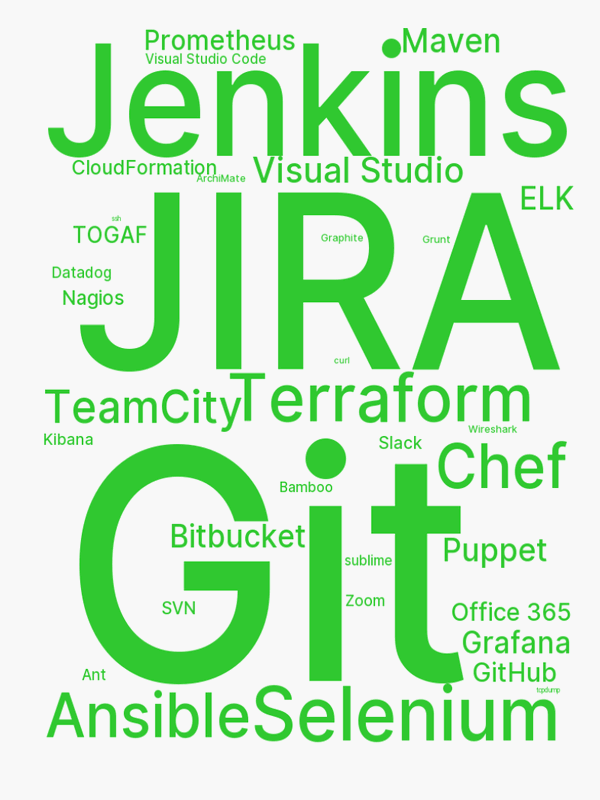 Prometheus
Maven
Visual Studio Code
Jenkins
CloudFormation
Visual Studio
ArchiMate
ELK
ssh
TOGAF
JIRA
Graphite
Grunt
Datadog
Nagios
curl
TeamCity
Terraform
Wireshark
Kibana
Slack
Chef
Git
Bamboo
Bitbucket
Puppet
sublime
Zoom
SVN
Office 365
Grafana
GitHub
Ant
tcpdump
Ansible
Selenium